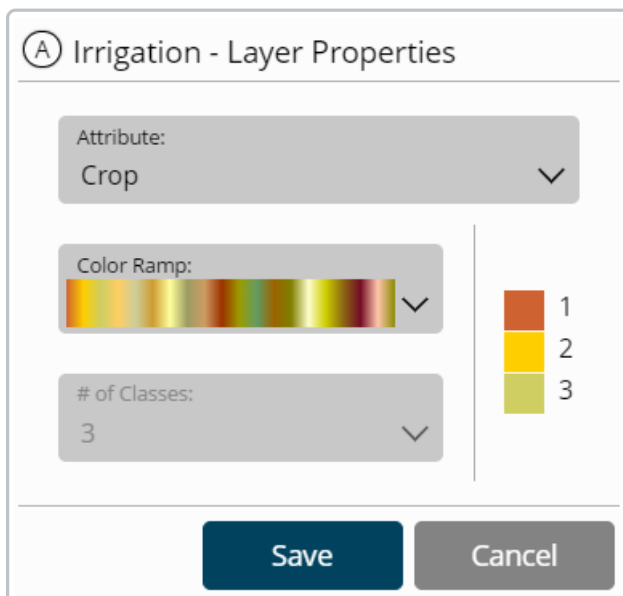 A Irrigation - Layer Properties
Attribute:
Crop
Color Ramp:
1
2
3
# of Classes:
3
Save
Cancel